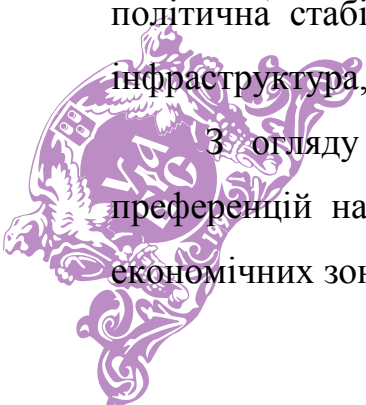 політична стабі
інфраструктура,
З огляду
преференцій на
економічних зон